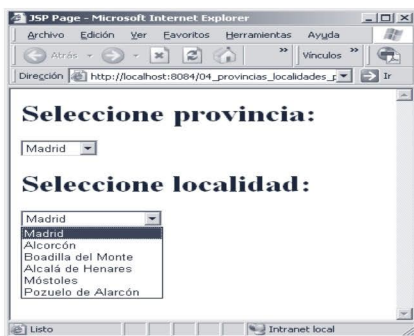 JSP Page - Microsoft Internet Explorer
Archivo Edición Ver Favoritos Herramientas Ayuda
Atrás » Vínculos »
Dirección http://localhost:8084/04_provincias_localidades_p Ir
Seleccione provincia:
Madrid
Seleccione localidad:
Madrid
Madrid
Alcorcón
Boadilla del Monte
Alcalá de Henares
Móstoles
Pozuelo de Alarcón
Listo Intranet local